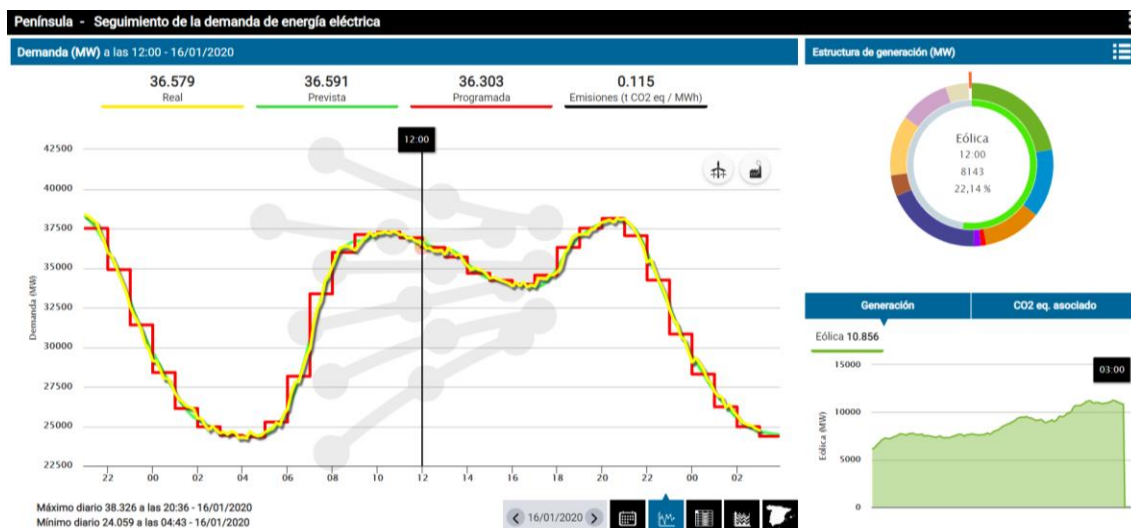 Península - Seguimiento de la demanda de energía eléctrica
Demanda (MW) a las 12:00 - 16/01/2020
36.579 36.591 36.303 0.115
Real Prevista Programada Emisiones (t CO2 eq / MWh)
12:00
42500
40000
37500
35000
32500
30000
27500
25000
22500
Demanda (MW)
22 00 02 04 06 08 10 12 14 16 18 20 22 00 02
Máximo diario 38.326 a las 20:36 - 16/01/2020
Mínimo diario 24.059 a las 04:43 - 16/01/2020
16/01/2020
Estructura de generación (MW)
Eólica
12:00
8143
22,14 %
Generación CO2 eq. asociado
Eólica 10.856
03:00
15000
10000
5000
0
Eolica (MW)